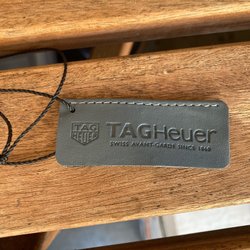 TAG
HEUER
TAGHeuer
SWISS AVANT-GARDE SINCE 1860